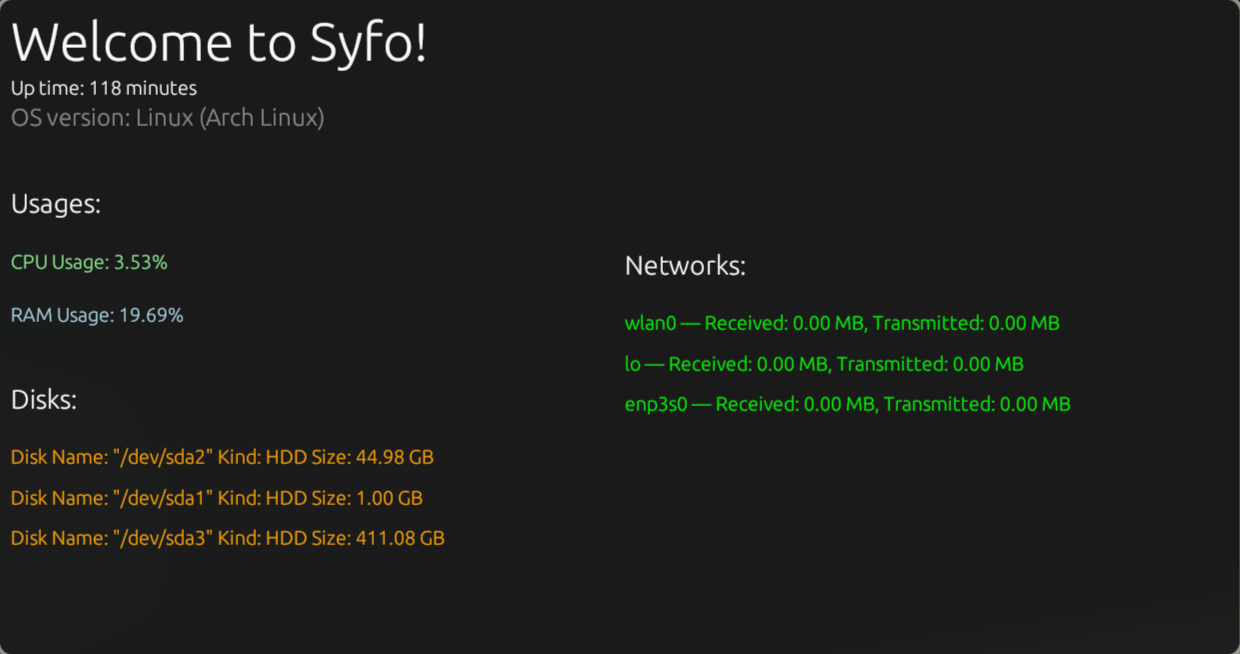 Welcome to Syfo!
Up time: 118 minutes
OS version: Linux (Arch Linux)
Usages:
CPU Usage: 3.53%
RAM Usage: 19.69%
Disks:
Disk Name: "/dev/sda2" Kind: HDD Size: 44.98 GB
Disk Name: "/dev/sda1" Kind: HDD Size: 1.00 GB
Disk Name: "/dev/sda3" Kind: HDD Size: 411.08 GB
Networks:
wlan0 — Received: 0.00 MB, Transmitted: 0.00 MB
lo — Received: 0.00 MB, Transmitted: 0.00 MB
enp3s0 — Received: 0.00 MB, Transmitted: 0.00 MB